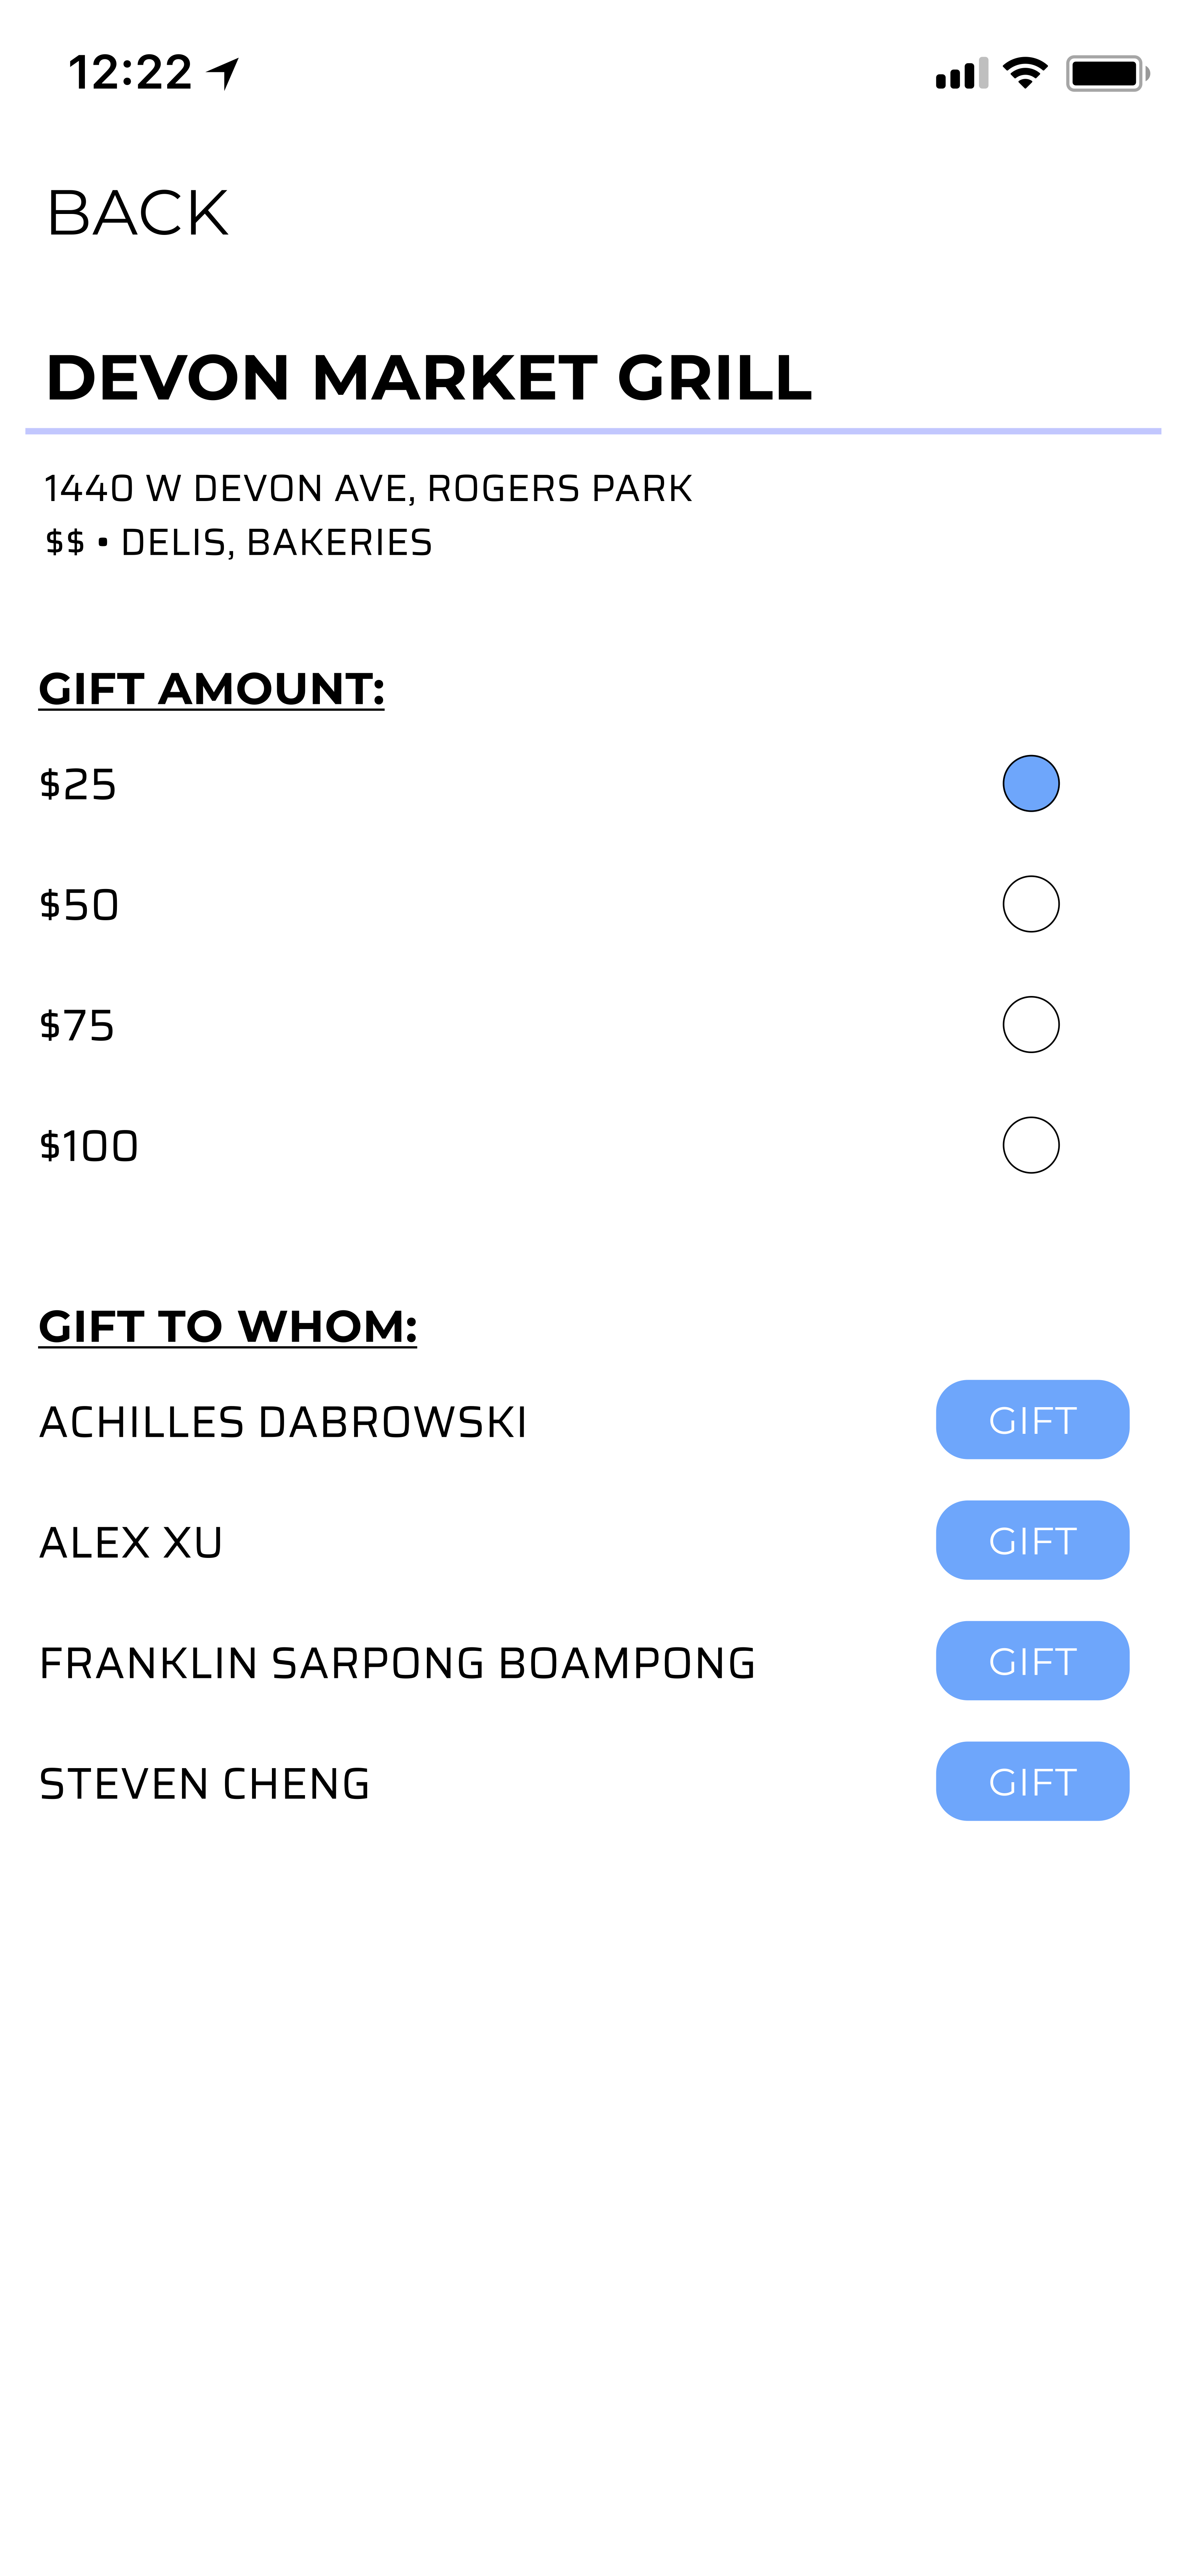 12:22
BACK
DEVON MARKET GRILL
1440 W DEVON AVE, ROGERS PARK
$$ • DELIS, BAKERIES
GIFT AMOUNT:
$25
$50
$75
$100
GIFT TO WHOM:
ACHILLES DABROWSKI GIFT
ALEX XU GIFT
FRANKLIN SARPONG BOAMPONG GIFT
STEVEN CHENG GIFT